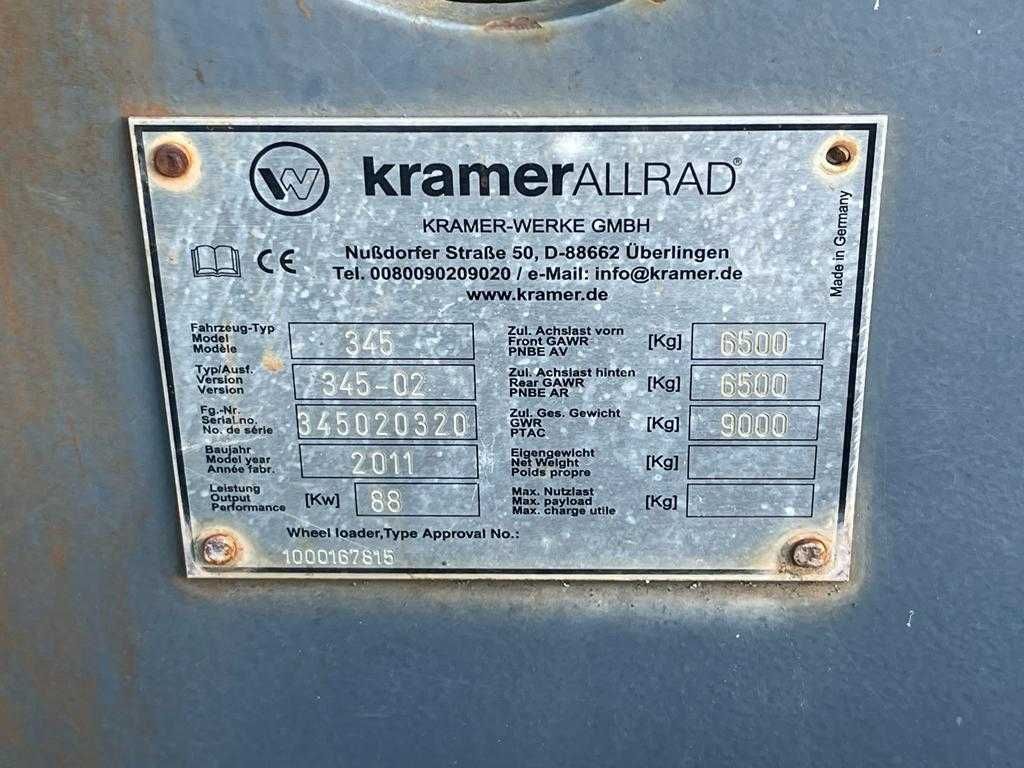 kramerALLRAD®
KRAMER-WERKE GMBH
Nußdorfer Straße 50, D-88662 Überlingen
Tel. 0080090209020 / e-Mail: info@kramer.de
www.kramer.de
CE
Made in Germany
Fahrzeug-Typ
Model
Modèle
345
Typ/Ausf.
Version
Version
345-02
Fg.-Nr.
Serial.no.
No. de série
345020320
Baujahr
Model year
Année fabr.
2011
Leistung
Output
Performance
[Kw]
88
Zul. Achslast vorn
Front GAWR
PNBE AV
[Kg]
6500
Zul. Achslast hinten
Rear GAWR
PNBE AR
[Kg]
6500
Zul. Ges. Gewicht
GWR
PTAC
[Kg]
9000
Eigengewicht
Net Weight
Poids propre
[Kg]
Max. Nutzlast
Max. payload
Max. charge utile
[Kg]
Wheel loader,Type Approval No.:
1000167815